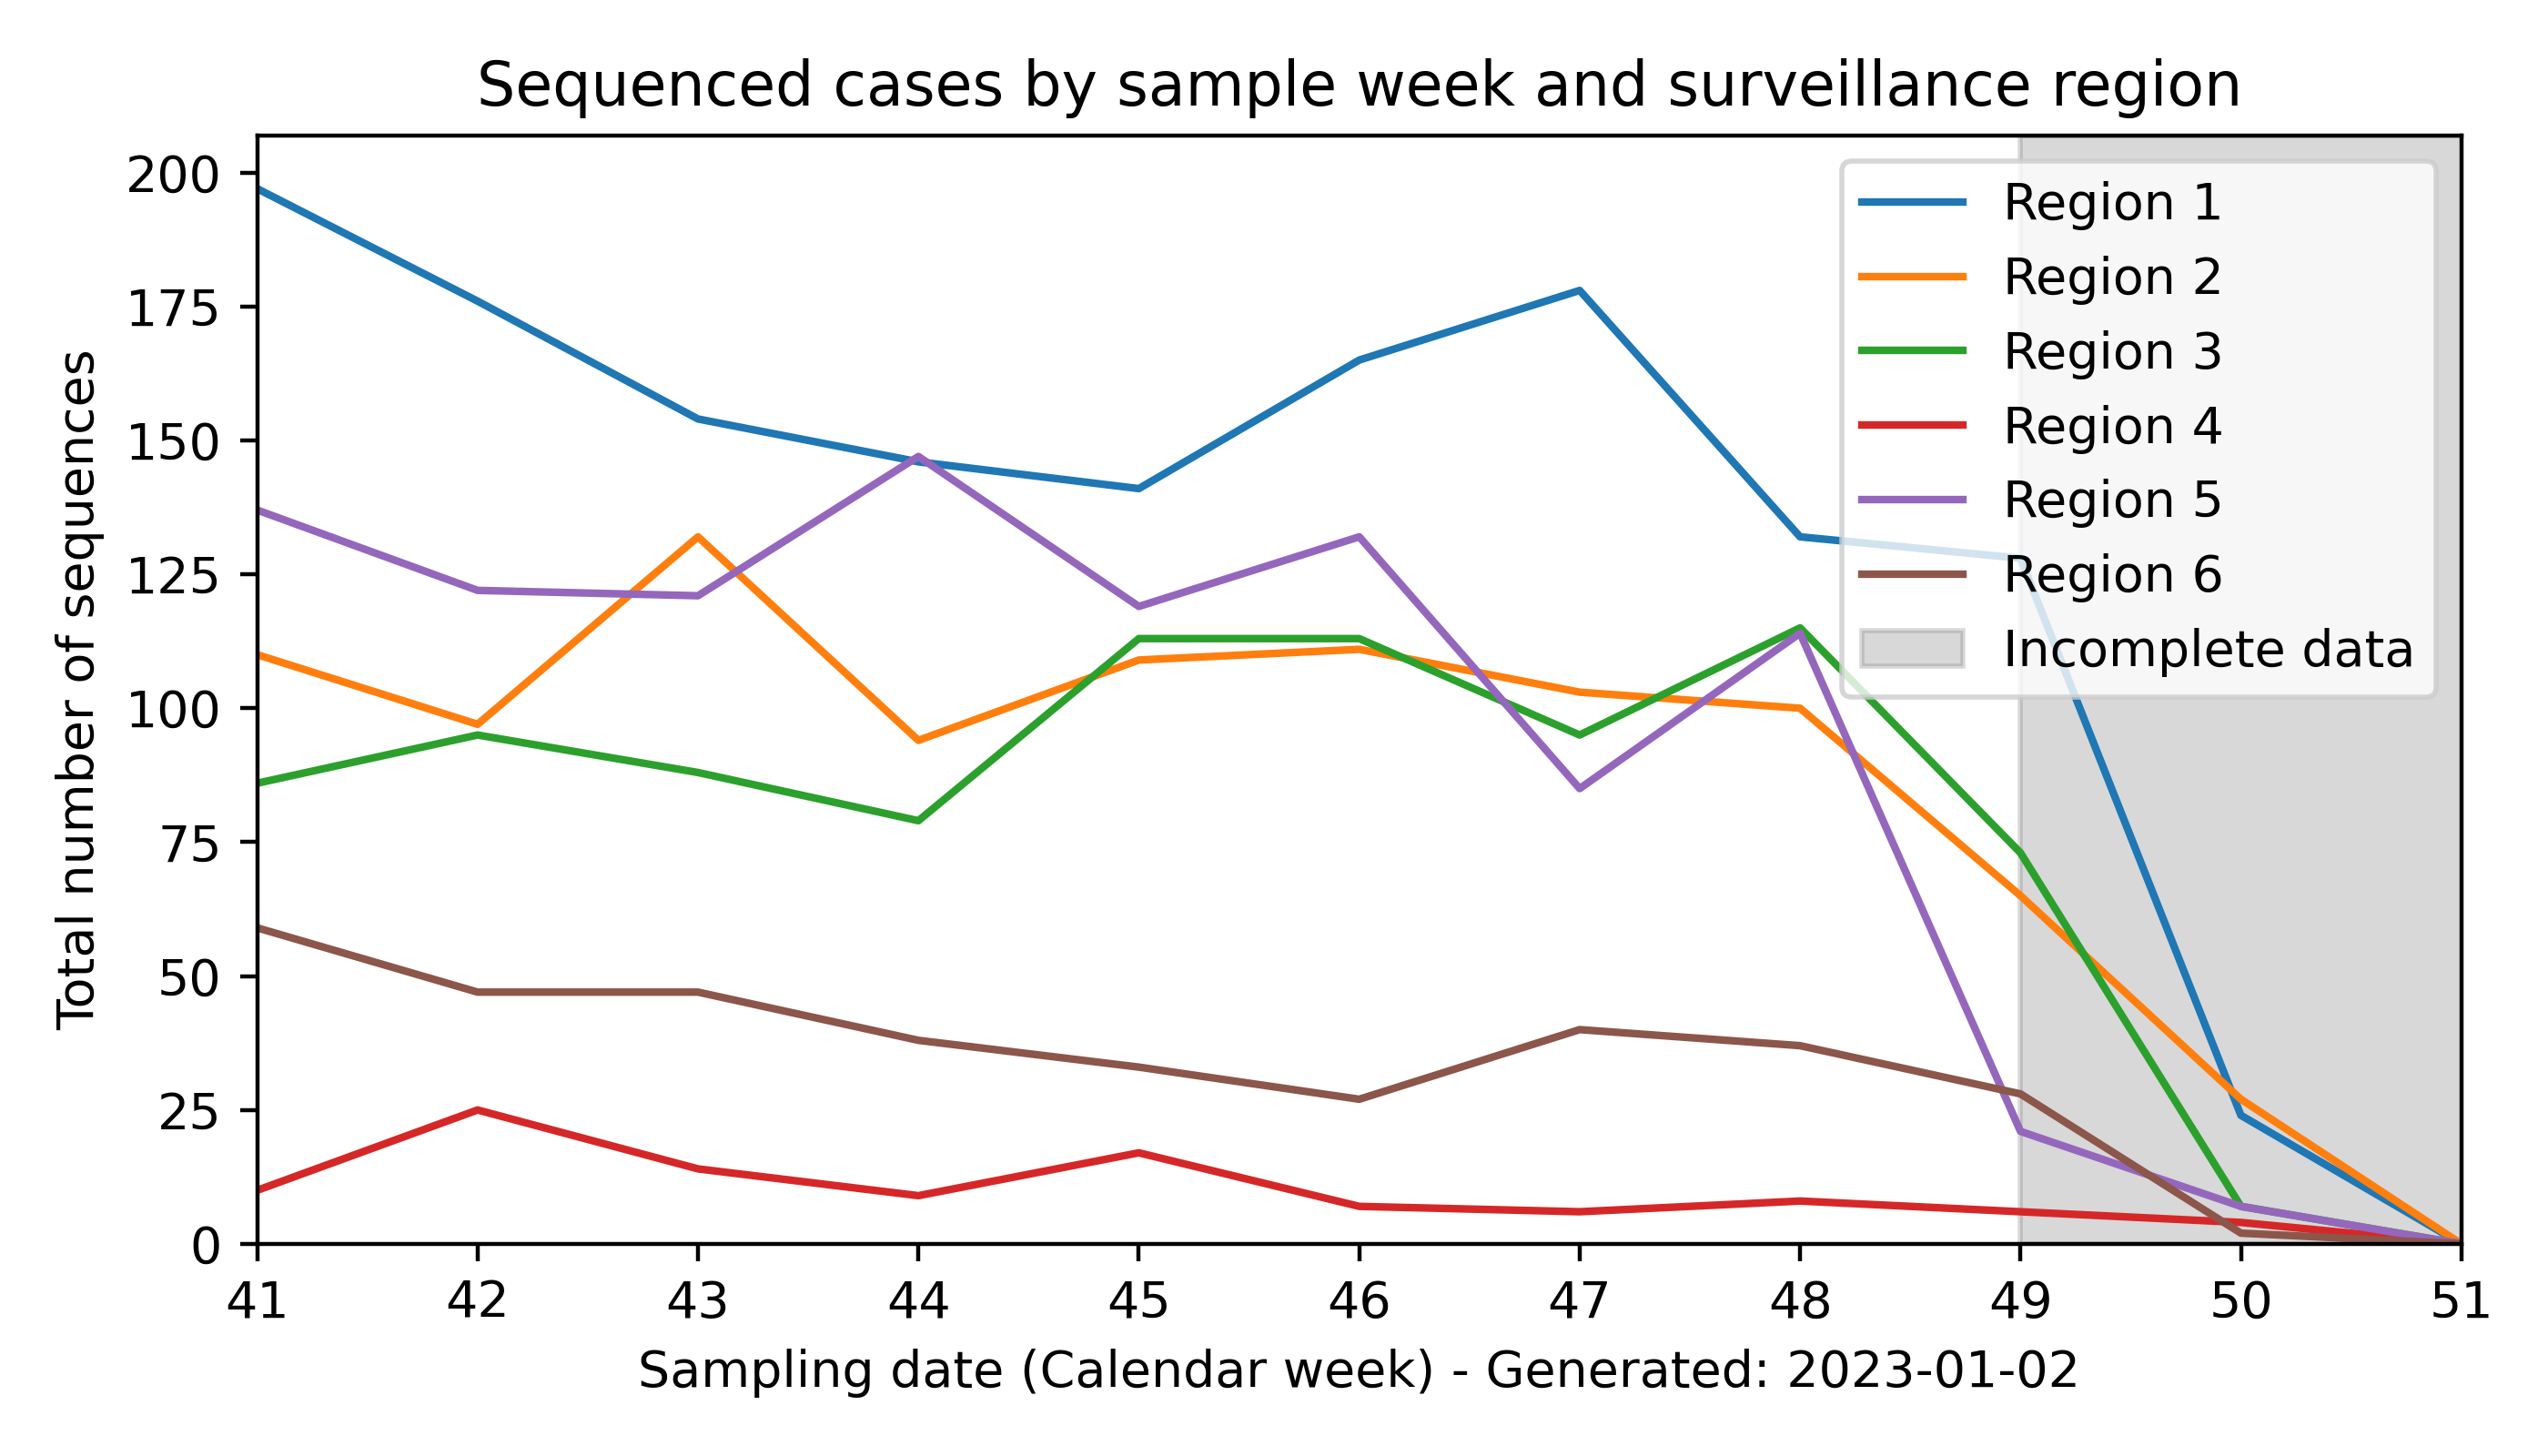 Sequenced cases by sample week and surveillance region
Total number of sequences
200
175
150
125
100
75
50
25
0
Region 1
Region 2
Region 3
Region 4
Region 5
Region 6
Incomplete data
41 42 43 44 45 46 47 48 49 50 51
Sampling date (Calendar week) - Generated: 2023-01-02